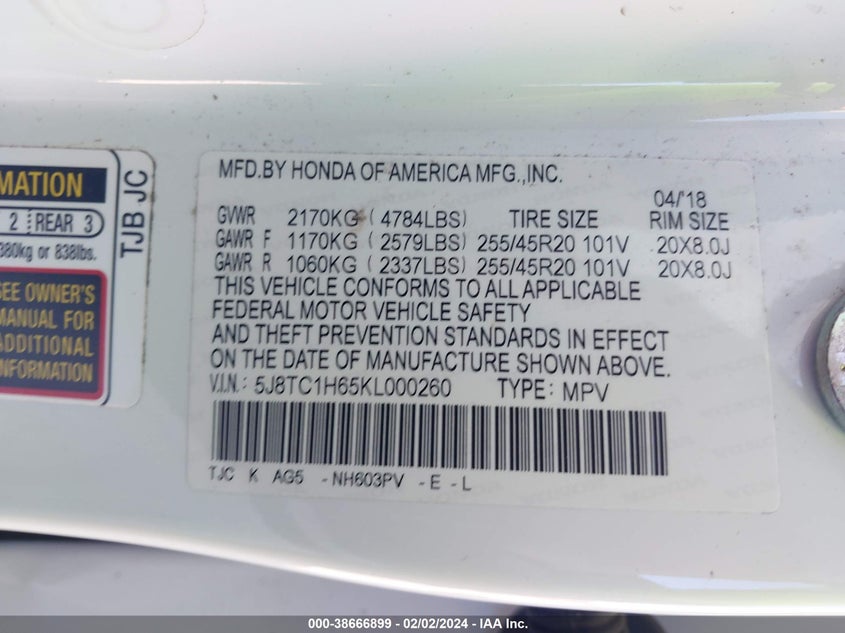 MATION
2 REAR 3
380kg or 838lbs.
SEE OWNER'S
MANUAL FOR
ADDITIONAL
INFORMATION
TJB JC
MFD.BY HONDA OF AMERICA MFG.,INC.
04/'18
GVWR 2170KG ( 4784LBS) TIRE SIZE RIM SIZE
GAWR F 1170KG ( 2579LBS) 255/45R20 101V 20X8.0J
GAWR R 1060KG ( 2337LBS) 255/45R20 101V 20X8.0J
THIS VEHICLE CONFORMS TO ALL APPLICABLE
FEDERAL MOTOR VEHICLE SAFETY
AND THEFT PREVENTION STANDARDS IN EFFECT
ON THE DATE OF MANUFACTURE SHOWN ABOVE.
V.I.N.: 5J8TC1H65KL000260 TYPE: MPV
TJC K AG5 - NH603PV - E - L
000-38666899 - 02/02/2024 - IAA Inc.